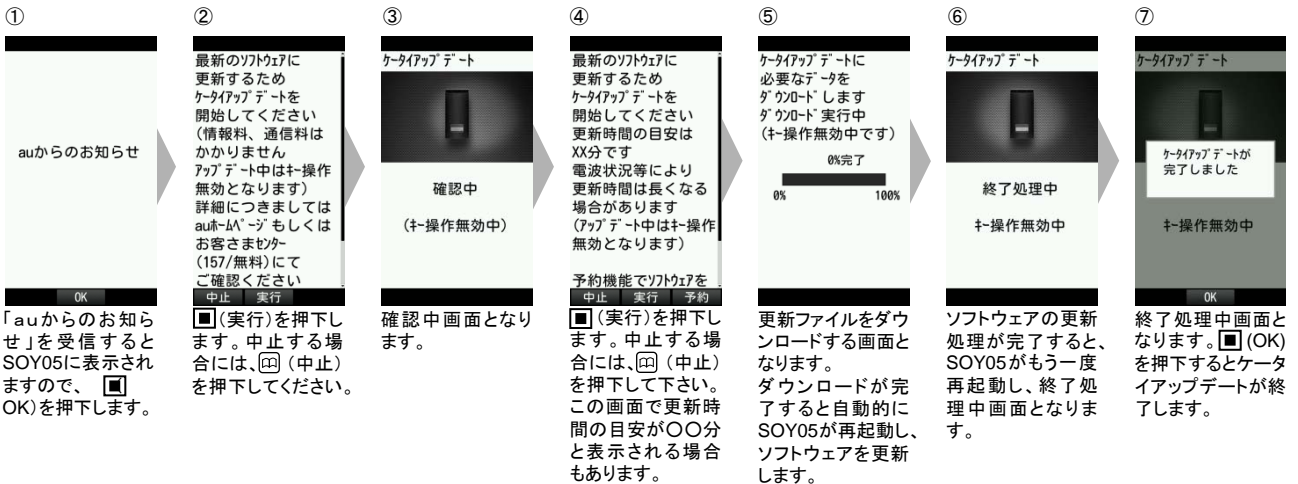 ①
auからのお知らせ
OK
「auからのお知ら
せ」を受信すると
SOY05に表示され
ますので、 ■
OK)を押下します。
②
最新のｿﾌﾄｳｪｱに
更新するため
ｹｰﾀｲｱｯﾌﾟﾃﾞｰﾄを
開始してください
(情報料、通信料は
かかりません
ｱｯﾌﾟﾃﾞｰﾄ中はｷｰ操作
無効となります)
詳細につきましては
auﾎｰﾑﾍﾟｰｼﾞもしくは
お客さまｾﾝﾀｰ
(157/無料)にて
ご確認ください
中止 実行
■(実行)を押下し
ます。中止する場
合には、(中止)
を押下してください。
③
ｹｰﾀｲｱｯﾌﾟﾃﾞｰﾄ
確認中
(ｷｰ操作無効中)
確認中画面となり
ます。
④
最新のｿﾌﾄｳｪｱに
更新するため
ｹｰﾀｲｱｯﾌﾟﾃﾞｰﾄを
開始してください
更新時間の目安は
XX分です
電波状況等により
更新時間は長くなる
場合があります
(ｱｯﾌﾟﾃﾞｰﾄ中はｷｰ操作
無効となります)
予約機能でｿﾌﾄｳｪｱを
中止 実行 予約
■(実行)を押下し
ます。中止する場
合には、(中止)
を押下して下さい。
この画面で更新時
間の目安が〇〇分
と表示される場合
もあります。
⑤
ｹｰﾀｲｱｯﾌﾟﾃﾞｰﾄに
必要なﾃﾞｰﾀを
ﾀﾞｳﾝﾛｰﾄﾞします
ﾀﾞｳﾝﾛｰﾄﾞ実行中
(ｷｰ操作無効中です)
0%完了
0% 100%
更新ファイルをダウ
ンロードする画面と
なります。
ダウンロードが完
了すると自動的に
SOY05が再起動し、
ソフトウェアを更新
します。
⑥
ｹｰﾀｲｱｯﾌﾟﾃﾞｰﾄ
終了処理中
ｷｰ操作無効中
ソフトウェアの更新
処理が完了すると、
SOY05がもう一度
再起動し、終了処
理中画面となりま
す。
⑦
ｹｰﾀｲｱｯﾌﾟﾃﾞｰﾄ
ｹｰﾀｲｱｯﾌﾟﾃﾞｰﾄが
完了しました
ｷｰ操作無効中
OK
終了処理中画面と
なります。■(OK)
を押下するとケータ
イアップデートが終
了します。